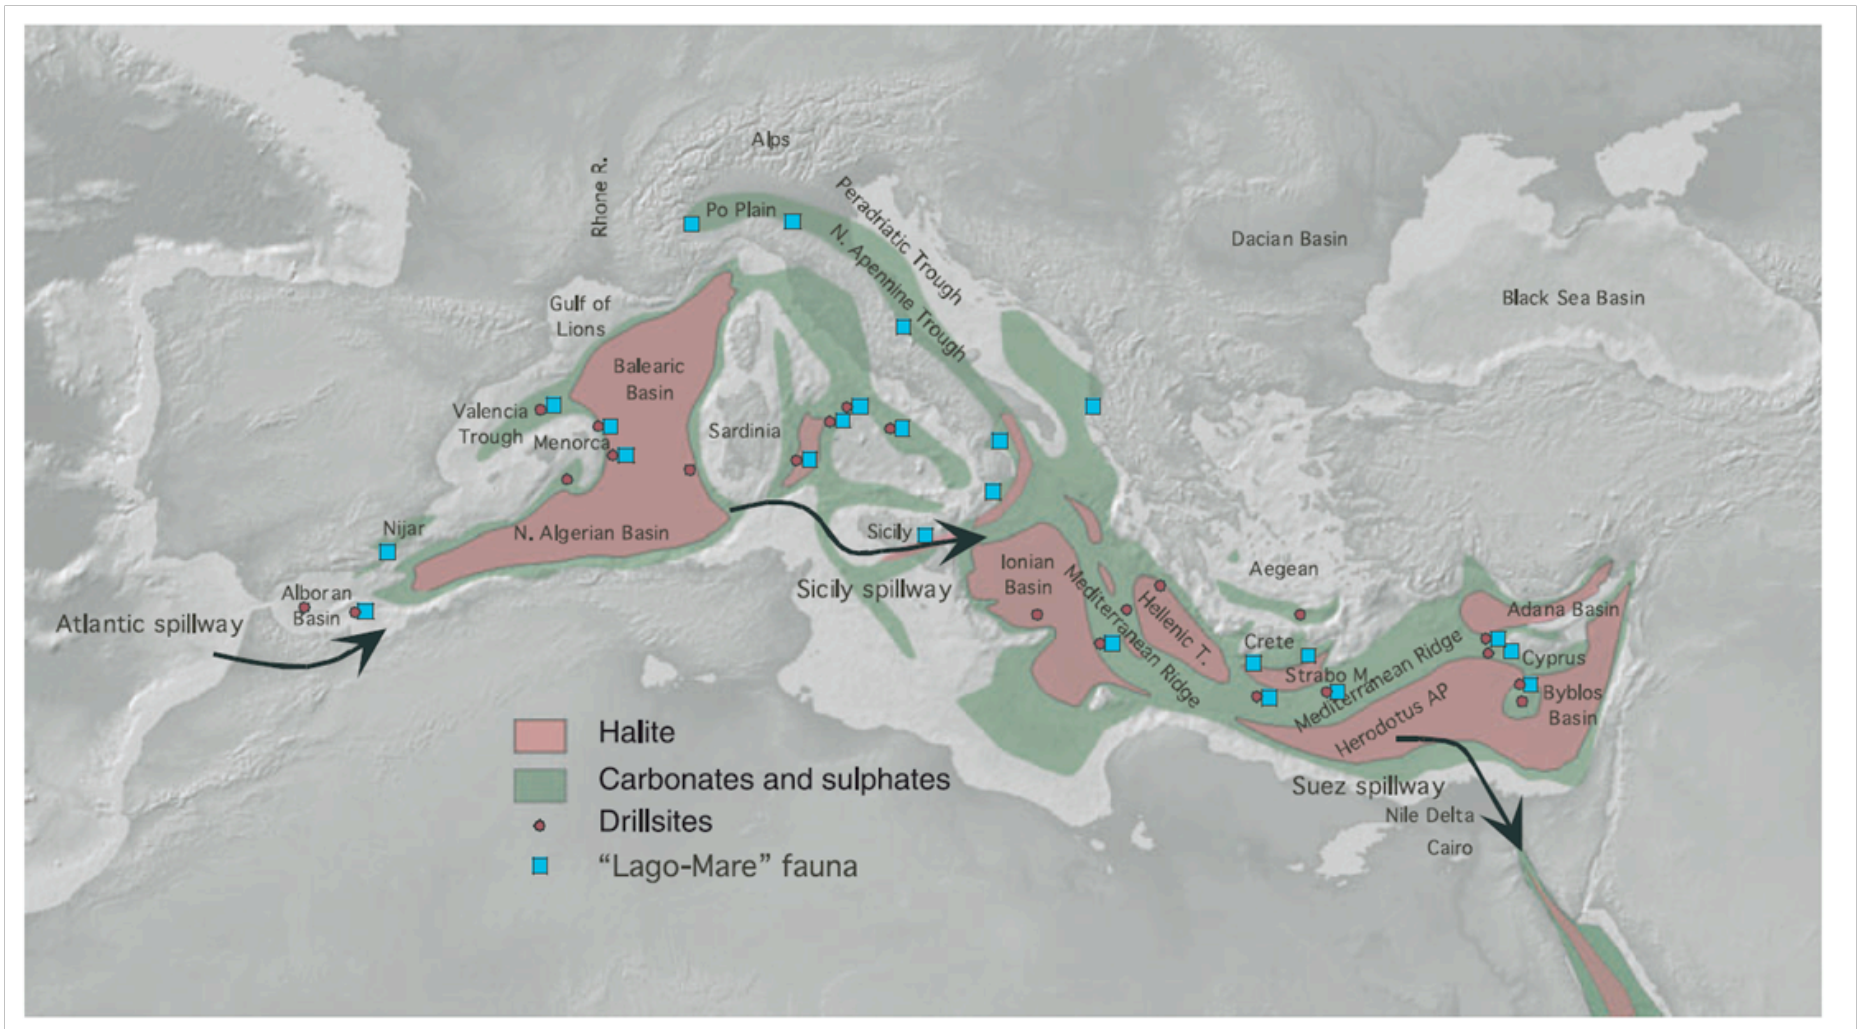 Alps
Rhone R.
Po Plain
Peradriatic Trough
N. Apennine Trough
Dacian Basin
Black Sea Basin
Gulf of
Lions
Balearic
Basin
Valencia
Trough
Menorca
Sardinia
Nijar
N. Algerian Basin
Sicily
Alboran
Basin
Atlantic spillway
Sicily spillway
Ionian
Basin
Mediterranean Ridge
Hellenic T.
Aegean
Crete
Strabo M.
Mediterranean Ridge
Adana Basin
Cyprus
Byblos
Basin
Herodotus AP
Suez spillway
Nile Delta
Cairo
Halite
Carbonates and sulphates
Drillsites
“Lago-Mare” fauna